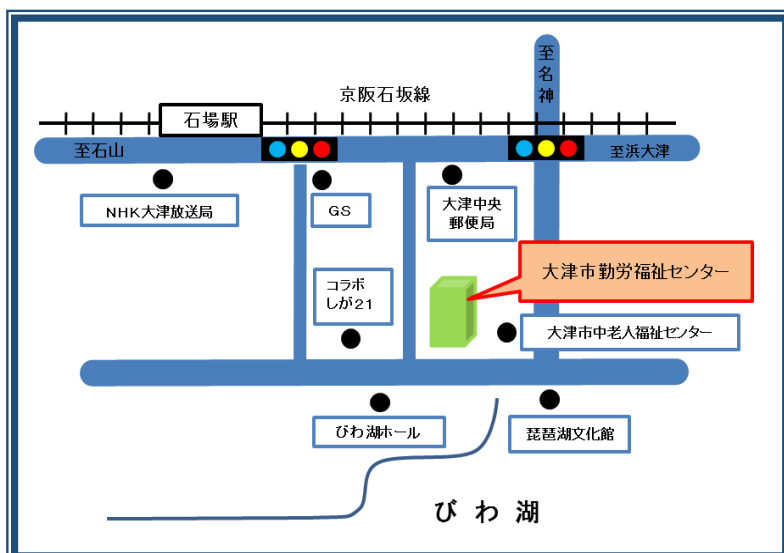 至名神
京阪石坂線
石場駅
至石山
至浜大津
NHK大津放送局
GS
大津中央
郵便局
大津市勤労福祉センター
コラボ
しが21
大津市中老人福祉センター
びわ湖ホール
琵琶湖文化館
びわ湖